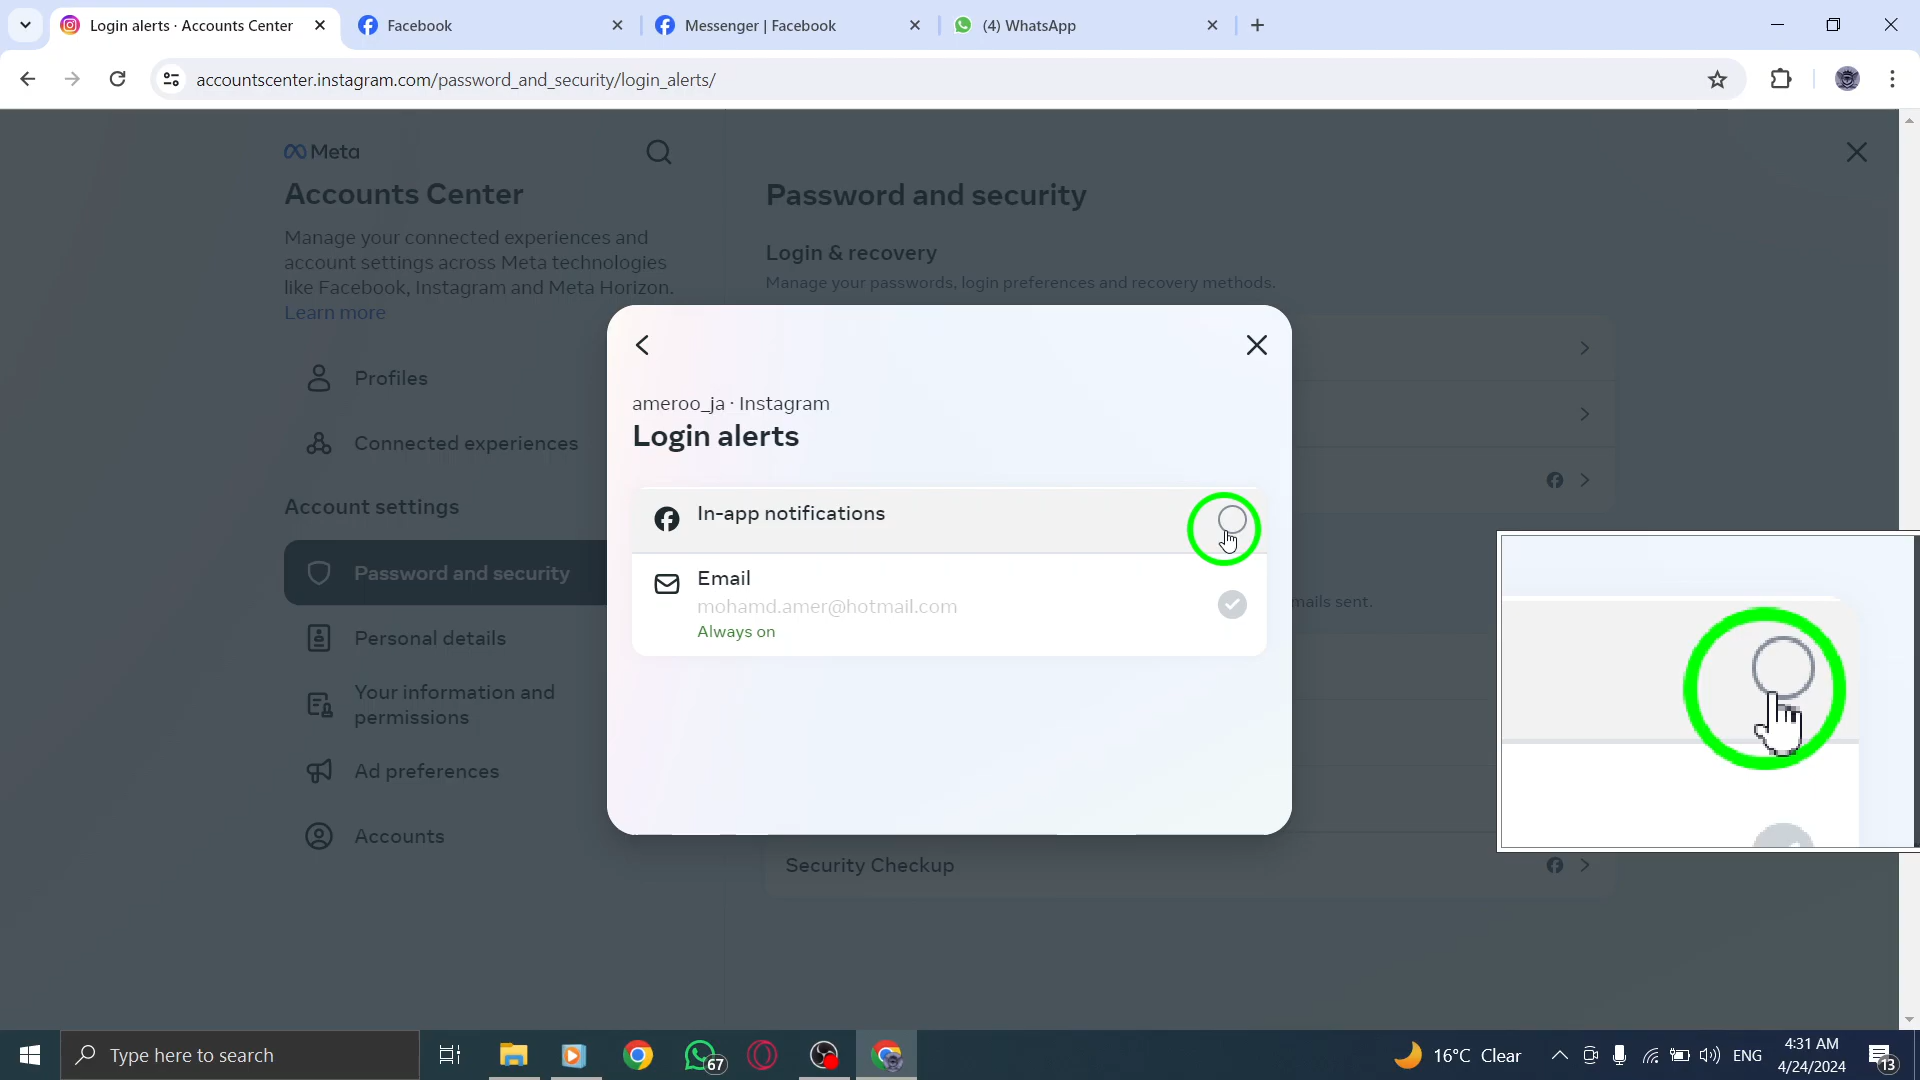 Login alerts · Accounts Center
Facebook
Messenger | Facebook
(4) WhatsApp
accountscenter.instagram.com/password_and_security/login_alerts/
Meta
Accounts Center
Manage your connected experiences and
account settings across Meta technologies
like Facebook, Instagram and Meta Horizon.
Learn more
Profiles
Connected experiences
Account settings
Password and security
Personal details
Your information and
permissions
Ad preferences
Accounts
Password and security
Login & recovery
Manage your passwords, login preferences and recovery methods.
mails sent.
Security Checkup
ameroo_ja · Instagram
Login alerts
In-app notifications
Email
mohamd.amer@hotmail.com
Always on
Type here to search
67
16°C Clear
ENG
4:31 AM
4/24/2024
13